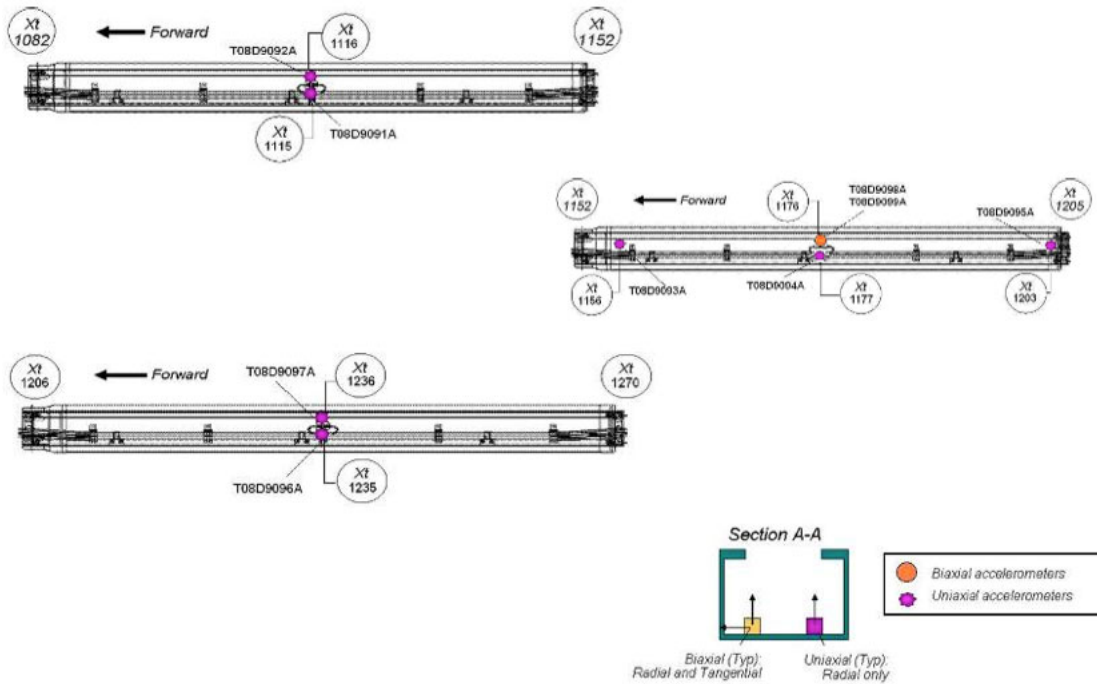 Xt
1082
Forward
Xt
1116
Xt
1152
T08D9092A
T08D9091A
Xt
1115
Xt
1152
Forward
Xt
1176
T08D9098A
T08D9099A
Xt
1205
T08D9095A
Xt
1156
T08D9093A
T08D9094A
Xt
1177
Xt
1203
Xt
1206
Forward
T08D9097A
Xt
1236
Xt
1270
T08D9096A
Xt
1235
Section A-A
Biaxial (Typ):
Radial and Tangential
Uniaxial (Typ):
Radial only
Biaxial accelerometers
Uniaxial accelerometers